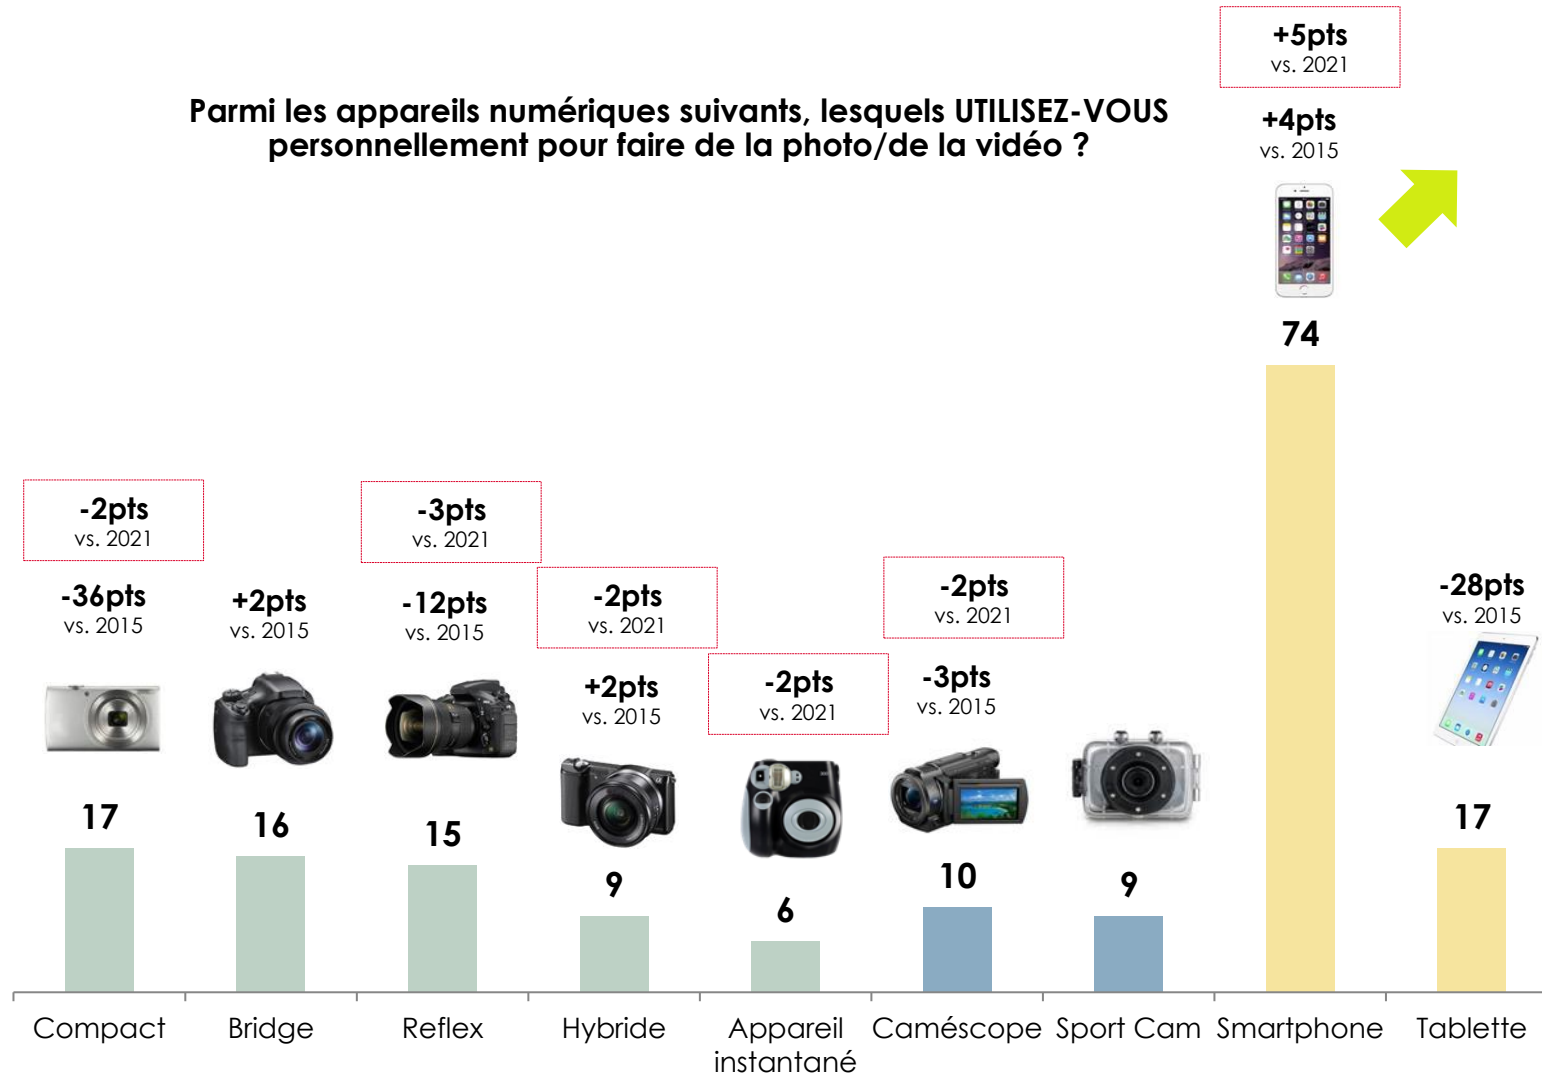 Parmi les appareils numériques suivants, lesquels UTILISEZ-VOUS
personnellement pour faire de la photo/de la vidéo ?
-2pts
vs. 2021
-36pts
vs. 2015
17
+2pts
vs. 2015
16
-3pts
vs. 2021
-12pts
vs. 2015
15
-2pts
vs. 2021
+2pts
vs. 2015
9
-2pts
vs. 2021
6
-2pts
vs. 2021
-3pts
vs. 2015
10
9
+5pts
vs. 2021
+4pts
vs. 2015
74
-28pts
vs. 2015
17
Compact
Bridge
Reflex
Hybride
Appareil
instantané
Caméscope
Sport Cam
Smartphone
Tablette